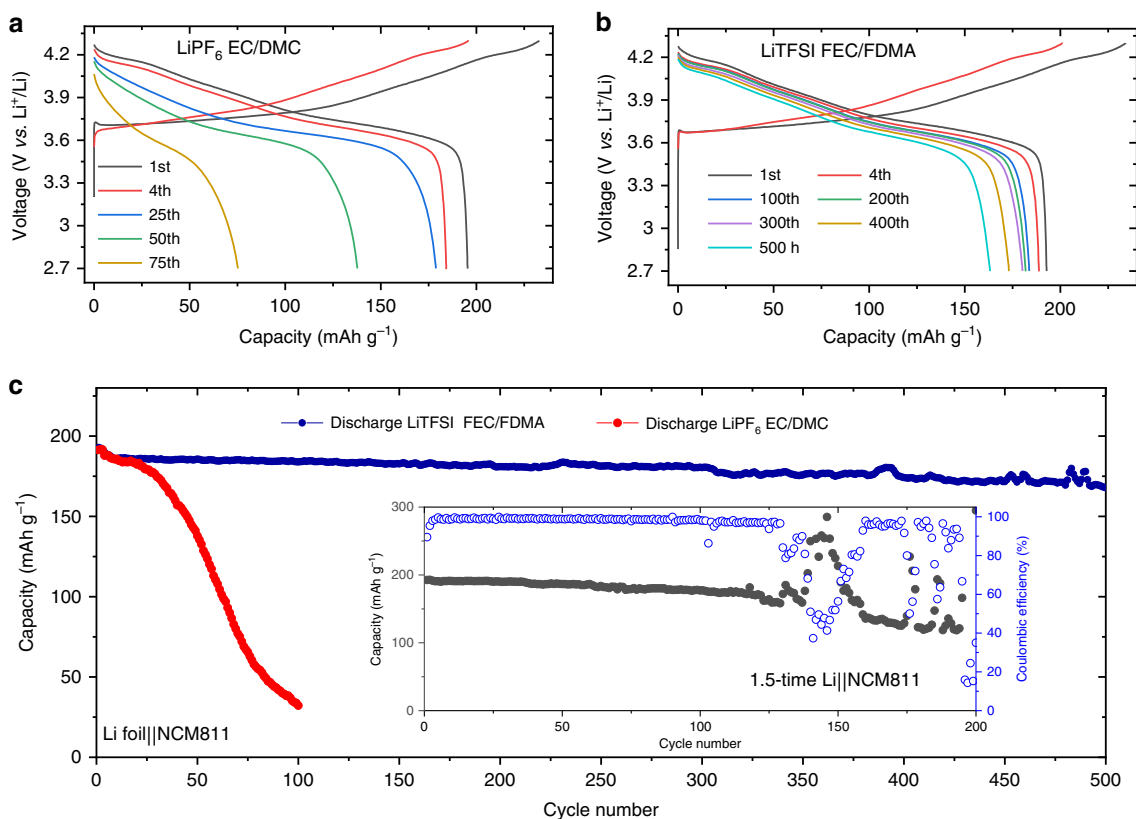 a
LiPF₆ EC/DMC
4.2
3.9
3.6
3.3
3
2.7
Voltage (V vs. Li⁺/Li)
1st
4th
25th
50th
75th
0 50 100 150 200
Capacity (mAh g⁻¹)
b
LiTFSI FEC/FDMA
4.2
3.9
3.6
3.3
3
2.7
Voltage (V vs. Li⁺/Li)
1st 4th
100th 200th
300th 400th
500 h
0 50 100 150 200
Capacity (mAh g⁻¹)
c
Discharge LiTFSI FEC/FDMA Discharge LiPF₆ EC/DMC
200
150
100
50
0
Capacity (mAh g⁻¹)
300
200
100
0
Capacity (mAh g⁻¹)
100
80
60
40
20
0
Coulombic efficiency (%)
1.5-time Li||NCM811
0 50 100 150 200
Cycle number
Li foil||NCM811
0 50 100 150 200 250 300 350 400 450 500
Cycle number